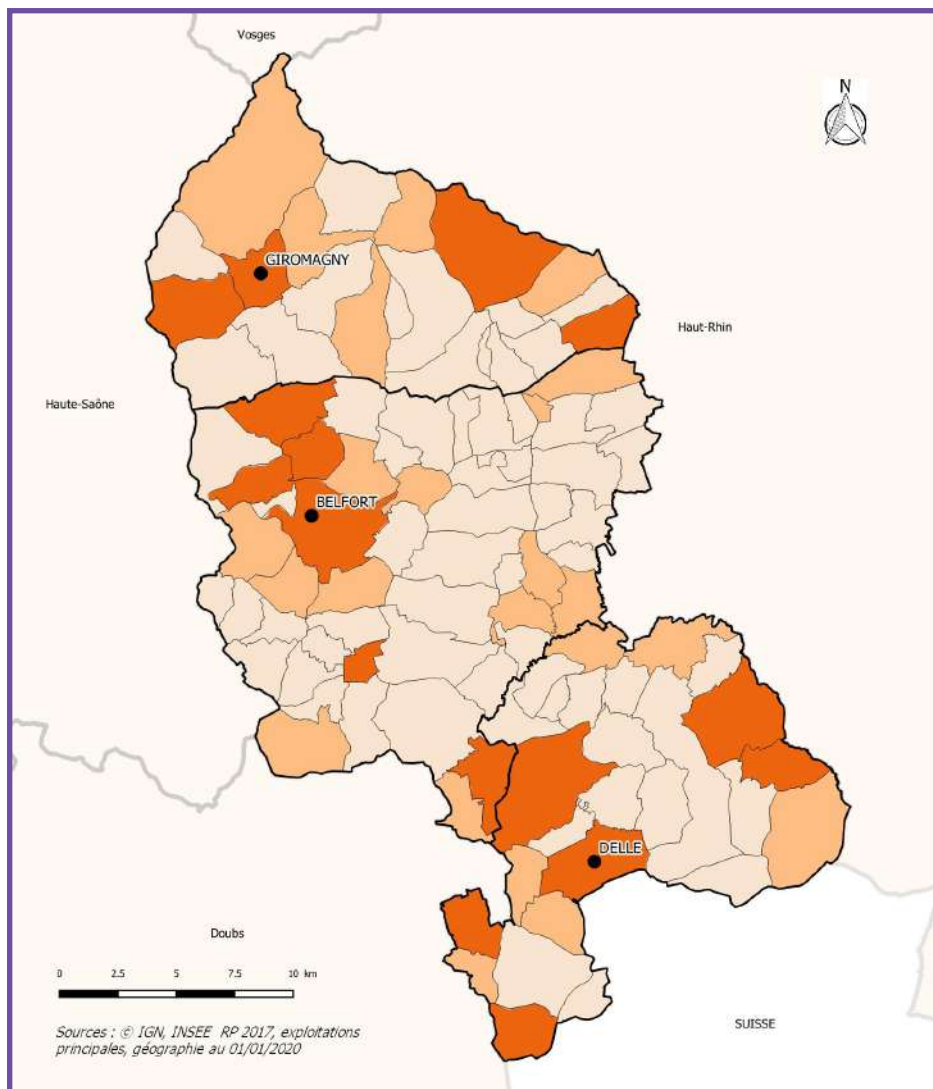 Vosges
N
GIROMAGNY
Haut-Rhin
Haute-Saône
BELFORT
DELLE
Doubs
0 2.5 5 7.5 10 km
Sources : © IGN, INSEE RP 2017, exploitations
principales, géographie au 01/01/2020
SUISSE